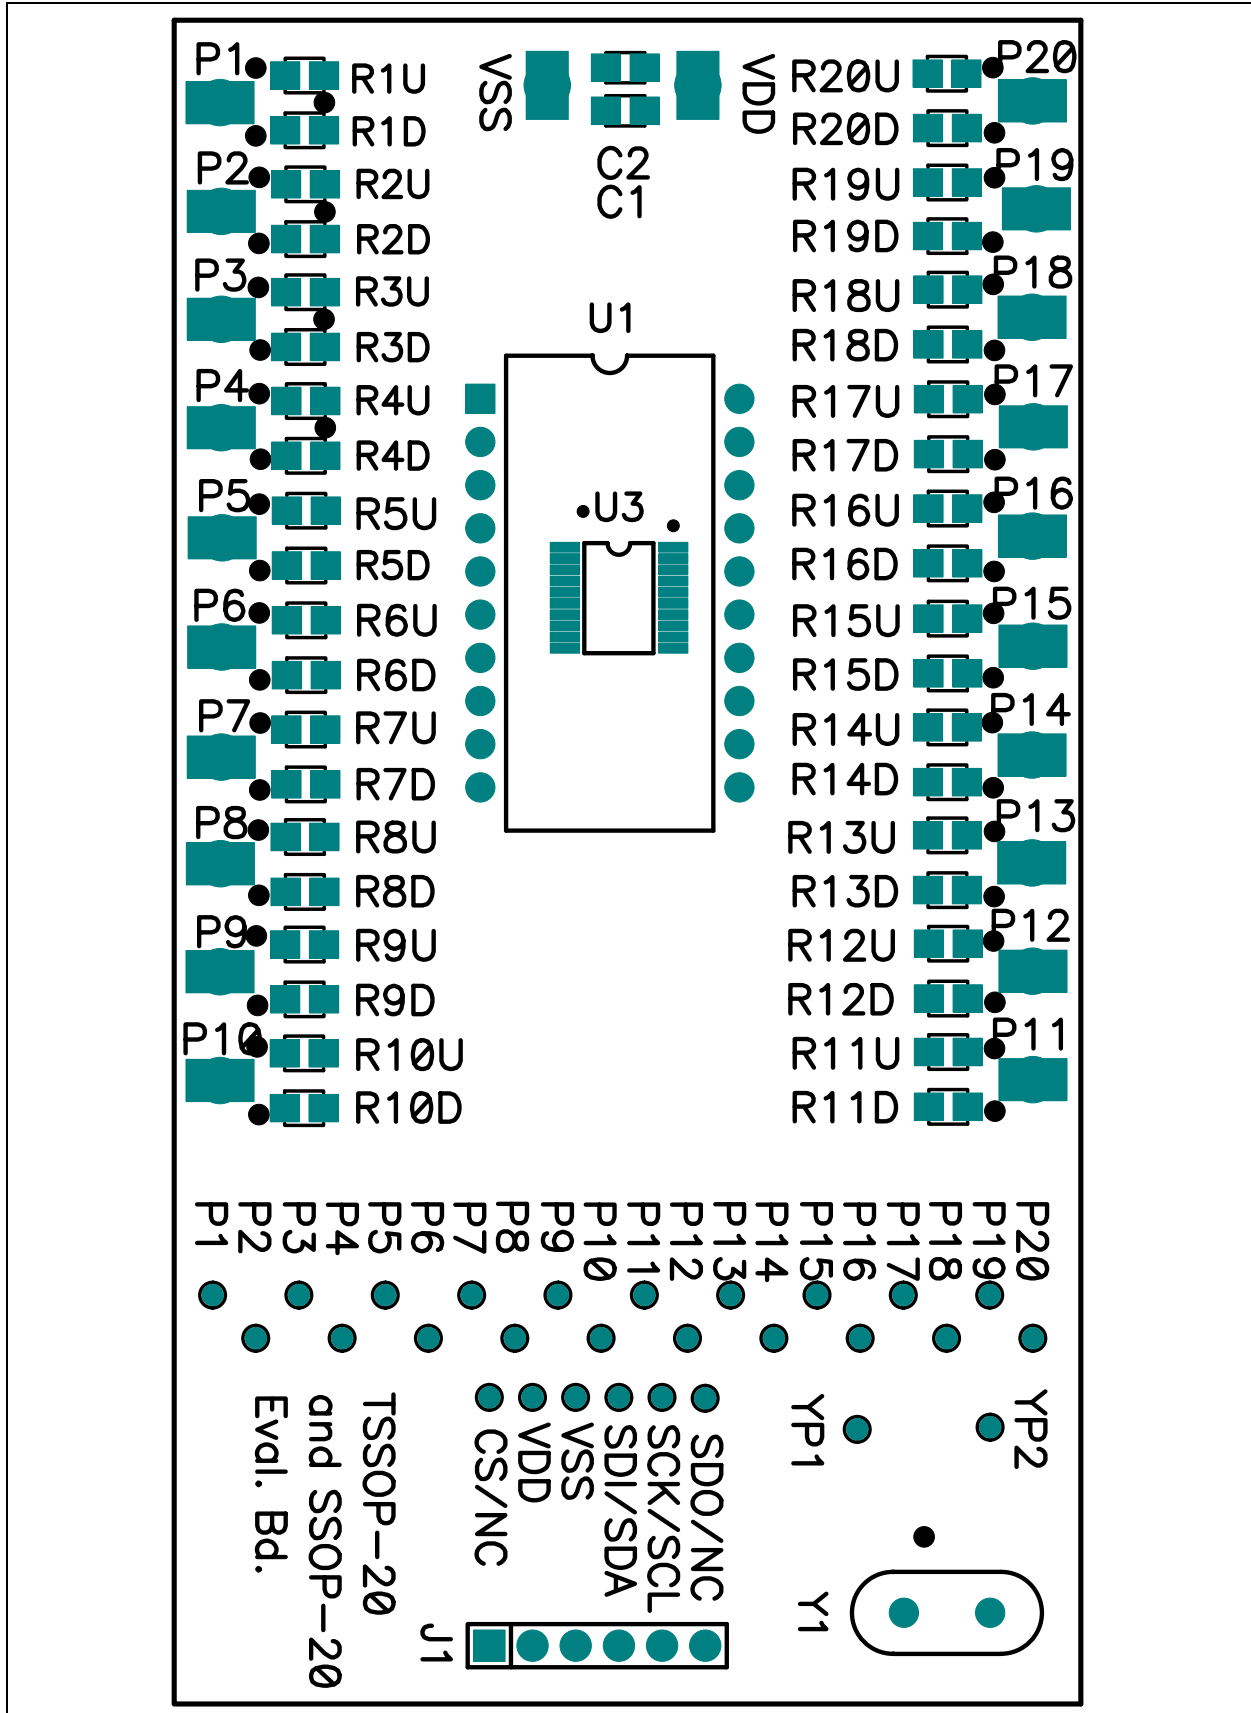 P1
R1U
VSS
VDD
R20U
P20
R1D
R20D
C2
C1
P2
R2U
R19U
P19
R2D
R19D
P3
R3U
R18U
P18
U1
R3D
R18D
P4
R4U
R17U
P17
R4D
R17D
P5
R5U
U3
R16U
P16
R5D
R16D
P6
R6U
R15U
P15
R6D
R15D
P7
R7U
R14U
P14
R7D
R14D
P8
R8U
R13U
P13
R8D
R13D
P9
R9U
R12U
P12
R9D
R12D
P10
R10U
R11U
P11
R10D
R11D
P1
P2
P3
P4
P5
P6
P7
P8
P9
P10
P11
P12
P13
P14
P15
P16
P17
P18
P19
P20
TSSOP-20
and SSOP-20
Eval. Bd.
CS/NC
VDD
VSS
SDI/SDA
SCK/SCL
SDO/NC
YP1
YP2
J1
Y1